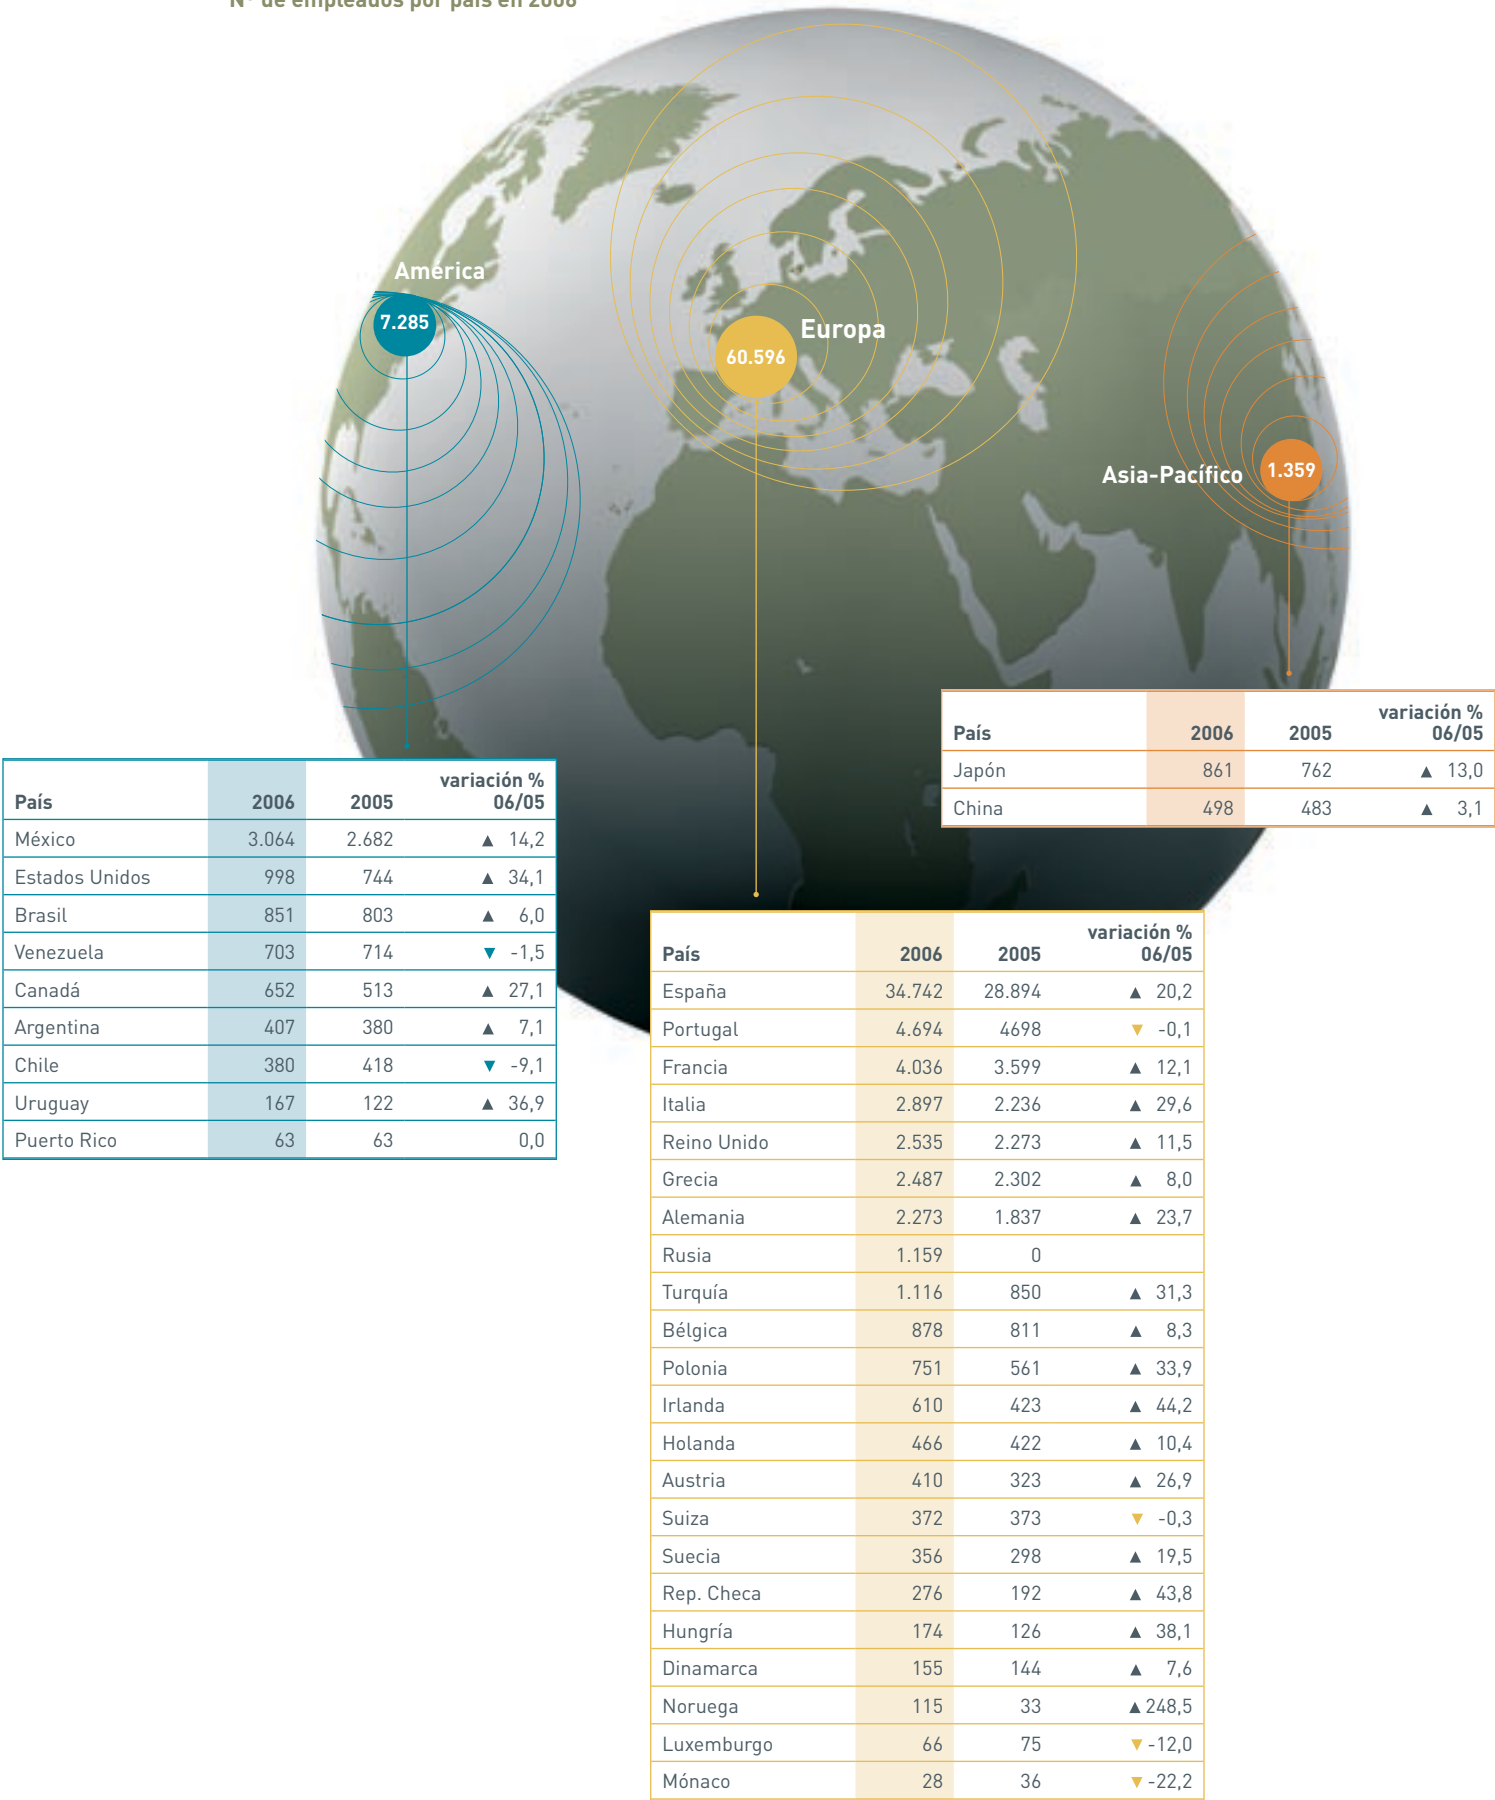 Nº de empleados por país en 2006
América
7.285
Europa
60.596
Asia-Pacífico
1.359
País 2006 2005 variación % 06/05
Japón 861 762 ▲ 13,0
China 498 483 ▲ 3,1
País 2006 2005 variación % 06/05
México 3.064 2.682 ▲ 14,2
Estados Unidos 998 744 ▲ 34,1
Brasil 851 803 ▲ 6,0
Venezuela 703 714 ▼ -1,5
Canadá 652 513 ▲ 27,1
Argentina 407 380 ▲ 7,1
Chile 380 418 ▼ -9,1
Uruguay 167 122 ▲ 36,9
Puerto Rico 63 63 0,0
País 2006 2005 variación % 06/05
España 34.742 28.894 ▲ 20,2
Portugal 4.694 4698 ▼ -0,1
Francia 4.036 3.599 ▲ 12,1
Italia 2.897 2.236 ▲ 29,6
Reino Unido 2.535 2.273 ▲ 11,5
Grecia 2.487 2.302 ▲ 8,0
Alemania 2.273 1.837 ▲ 23,7
Rusia 1.159 0
Turquía 1.116 850 ▲ 31,3
Bélgica 878 811 ▲ 8,3
Polonia 751 561 ▲ 33,9
Irlanda 610 423 ▲ 44,2
Holanda 466 422 ▲ 10,4
Austria 410 323 ▲ 26,9
Suiza 372 373 ▼ -0,3
Suecia 356 298 ▲ 19,5
Rep. Checa 276 192 ▲ 43,8
Hungría 174 126 ▲ 38,1
Dinamarca 155 144 ▲ 7,6
Noruega 115 33 ▲ 248,5
Luxemburgo 66 75 ▼ -12,0
Mónaco 28 36 ▼ -22,2